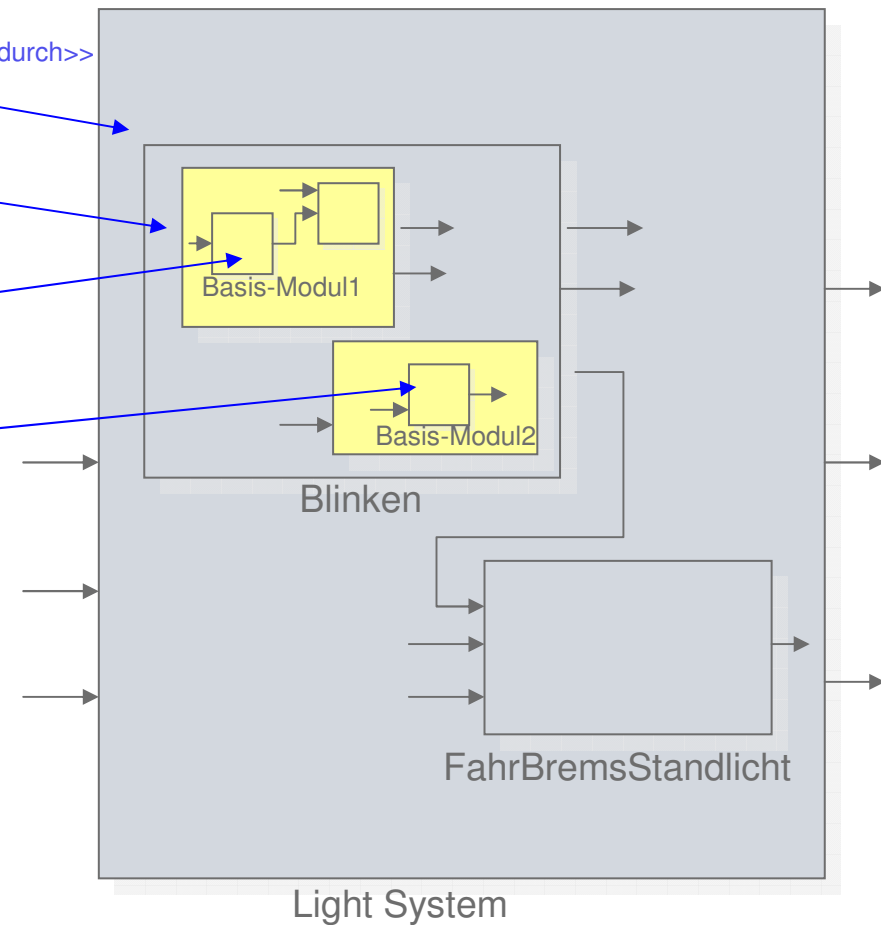 durch>>
Basis-Modul1
Basis-Modul2
Blinken
FahrBremsStandlicht
Light System